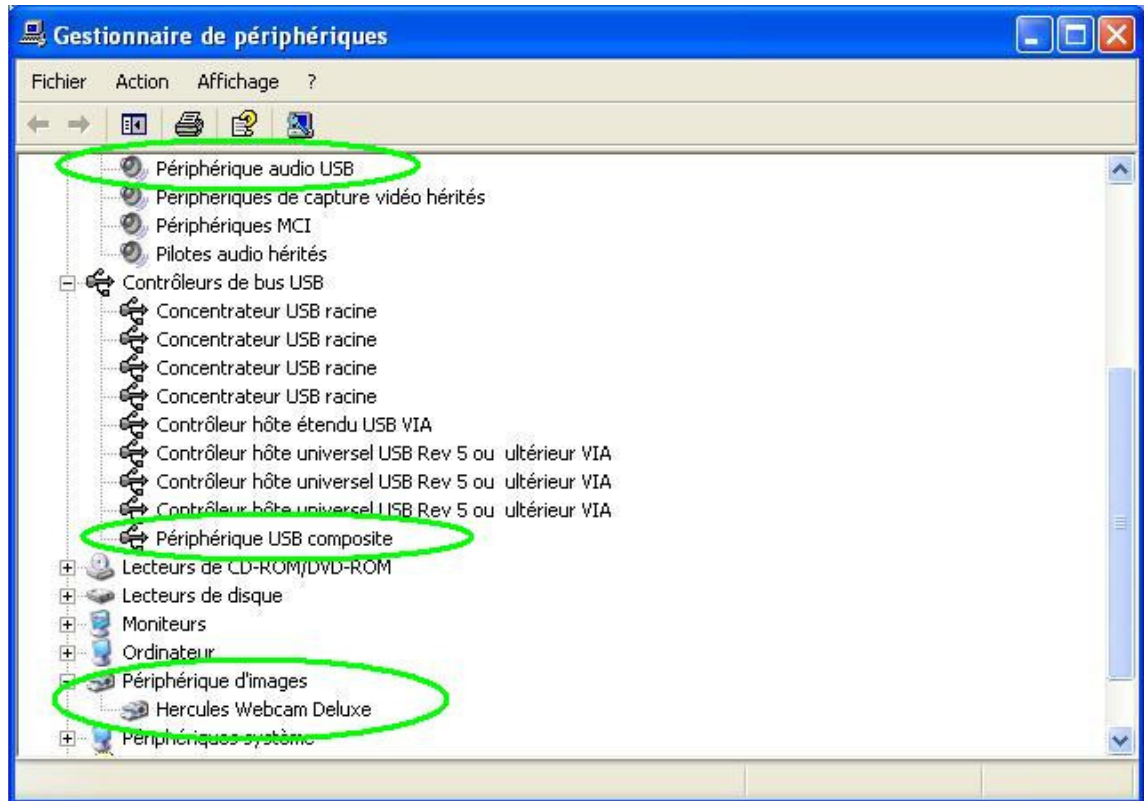 Gestionnaire de périphériques
Fichier Action Affichage ?
Périphérique audio USB
Périphériques de capture vidéo hérités
Périphériques MCI
Pilotes audio hérités
Contrôleurs de bus USB
Concentrateur USB racine
Concentrateur USB racine
Concentrateur USB racine
Concentrateur USB racine
Contrôleur hôte étendu USB VIA
Contrôleur hôte universel USB Rev 5 ou ultérieur VIA
Contrôleur hôte universel USB Rev 5 ou ultérieur VIA
Contrôleur hôte universel USB Rev 5 ou ultérieur VIA
Périphérique USB composite
Lecteurs de CD-ROM/DVD-ROM
Lecteurs de disque
Moniteurs
Ordinateur
Périphérique d'images
Hercules Webcam Deluxe
Périphériques système